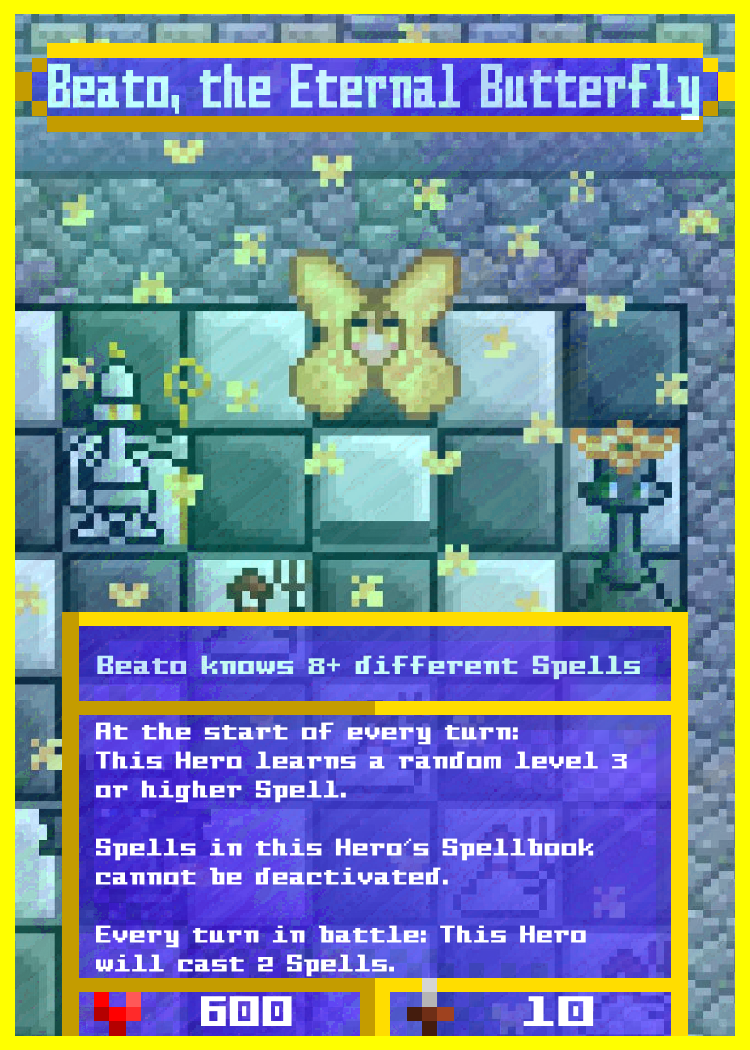 Beato, the Eternal Butterfly
Beato knows 8+ different Spells
At the start of every turn:
This Hero learns a random level 3
or higher Spell.
Spells in this Hero's Spellbook
cannot be deactivated.
Every turn in battle: This Hero
will cast 2 Spells.
600 10